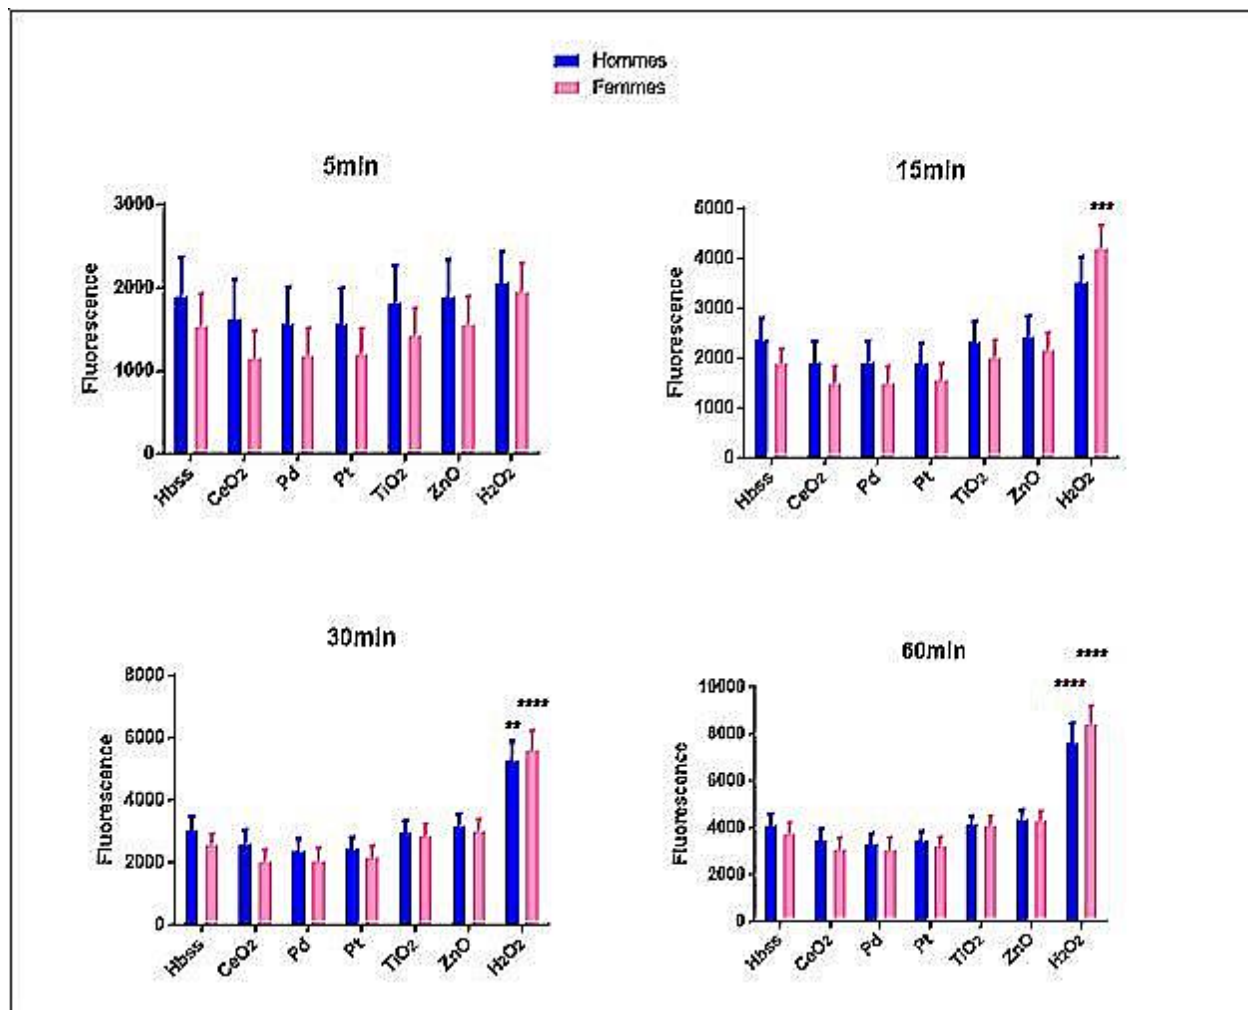 Hommes
Femmes
5min
3000
2000
1000
0
Fluorescence
Hbss
CeO2
Pd
Pt
TiO2
ZnO
H2O2
15min
***
5000
4000
3000
2000
1000
0
Fluorescence
Hbss
CeO2
Pd
Pt
TiO2
ZnO
H2O2
30min
8000
6000
4000
2000
0
Fluorescence
**
****
Hbss
CeO2
Pd
Pt
TiO2
ZnO
H2O2
60min
****
****
10000
8000
6000
4000
2000
0
Fluorescence
Hbss
CeO2
Pd
Pt
TiO2
ZnO
H2O2